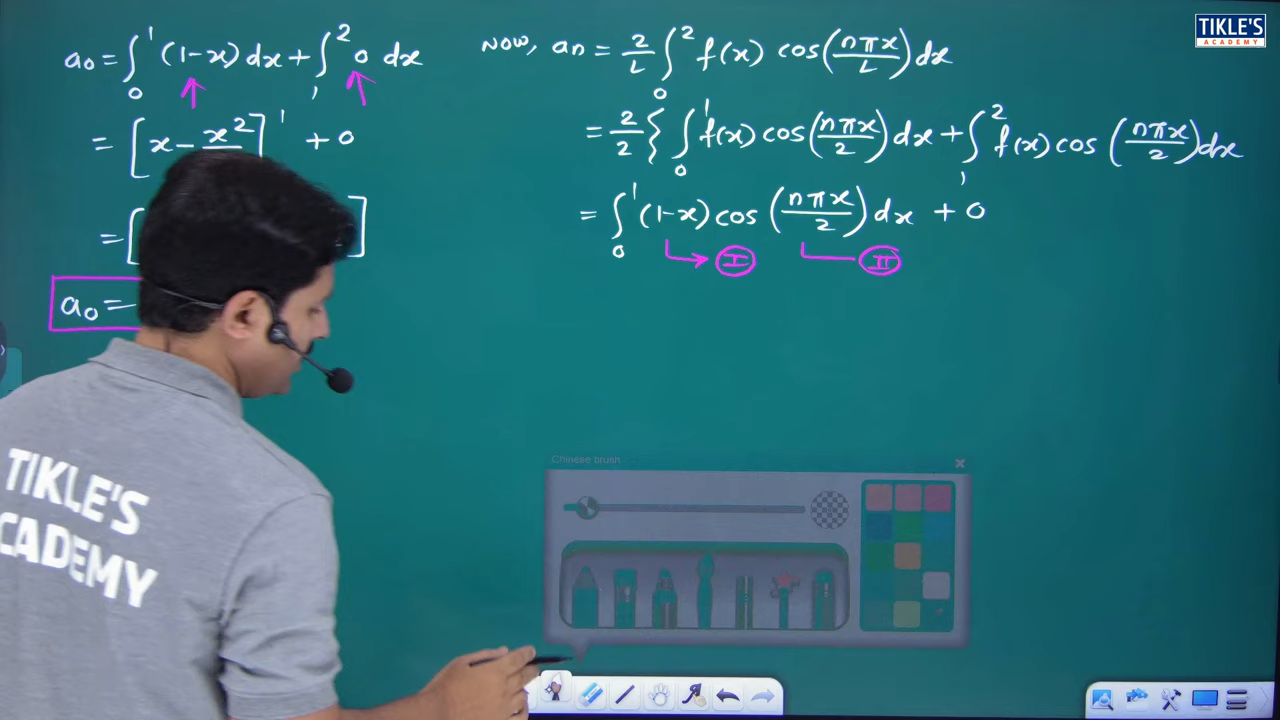 a₀ = ∫₀¹ (1-x) dx + ∫₁² 0 dx
= [x - x²
]¹ + 0
= [ ]
a₀ =
Now, an = 2/L ∫₀² f(x) cos(nπx/L) dx
= 2/2 { ∫₀¹ f(x) cos(nπx/2) dx + ∫₁² f(x) cos(nπx/2) dx
= ∫₀¹ (1-x) cos(nπx/2) dx + 0
I II
TIKLE'S
ACADEMY
Chinese brush
TIKLE'S
ACADEMY